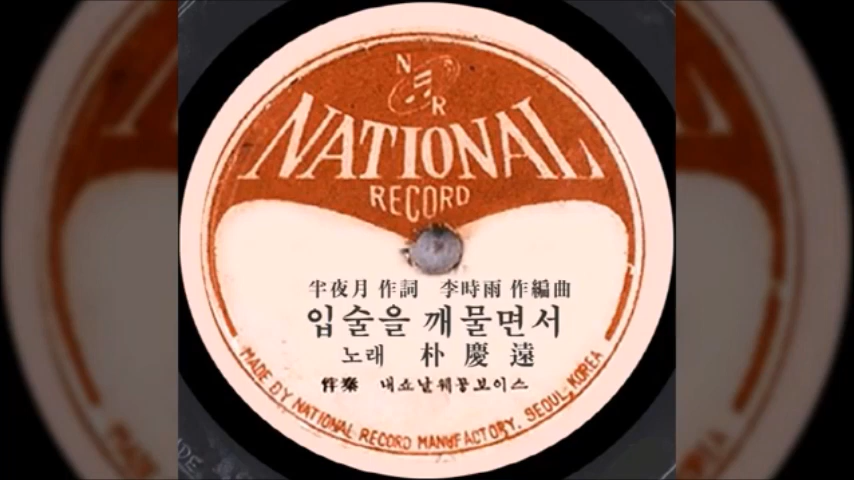 N R
NATIONAL
RECORD
半夜月 作詞 李時雨 作編曲
입술을 깨물면서
노래 朴慶遠
伴奏 내쇼날웨몽보이스
MADE BY NATIONAL RECORD MANUFACTORY. SEOUL, KOREA